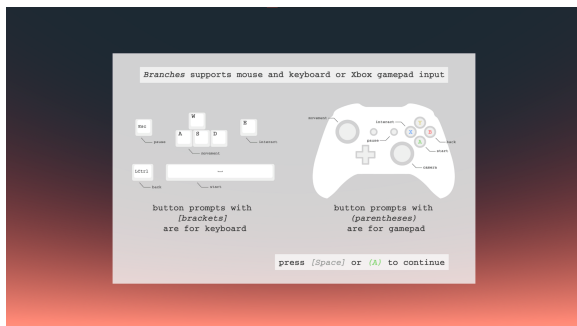 Branches supports mouse and keyboard or Xbox gamepad input
Esc
pause
W
A S D
movement
E
interact
LCtrl
back
start
movement
interact
pause
Y
X
B
A
back
start
camera
button prompts with
[brackets]
are for keyboard
button prompts with
(parentheses)
are for gamepad
press [Space] or (A) to continue